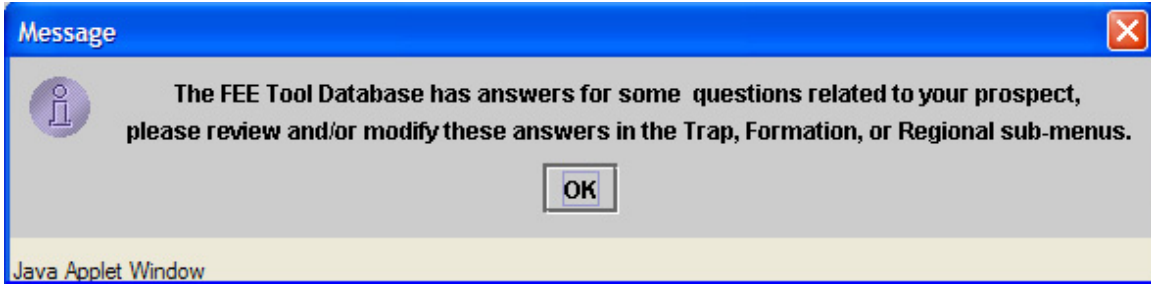 Message
The FEE Tool Database has answers for some  questions related to your prospect,
please review and/or modify these answers in the Trap, Formation, or Regional sub-menus.
OK
Java Applet Window